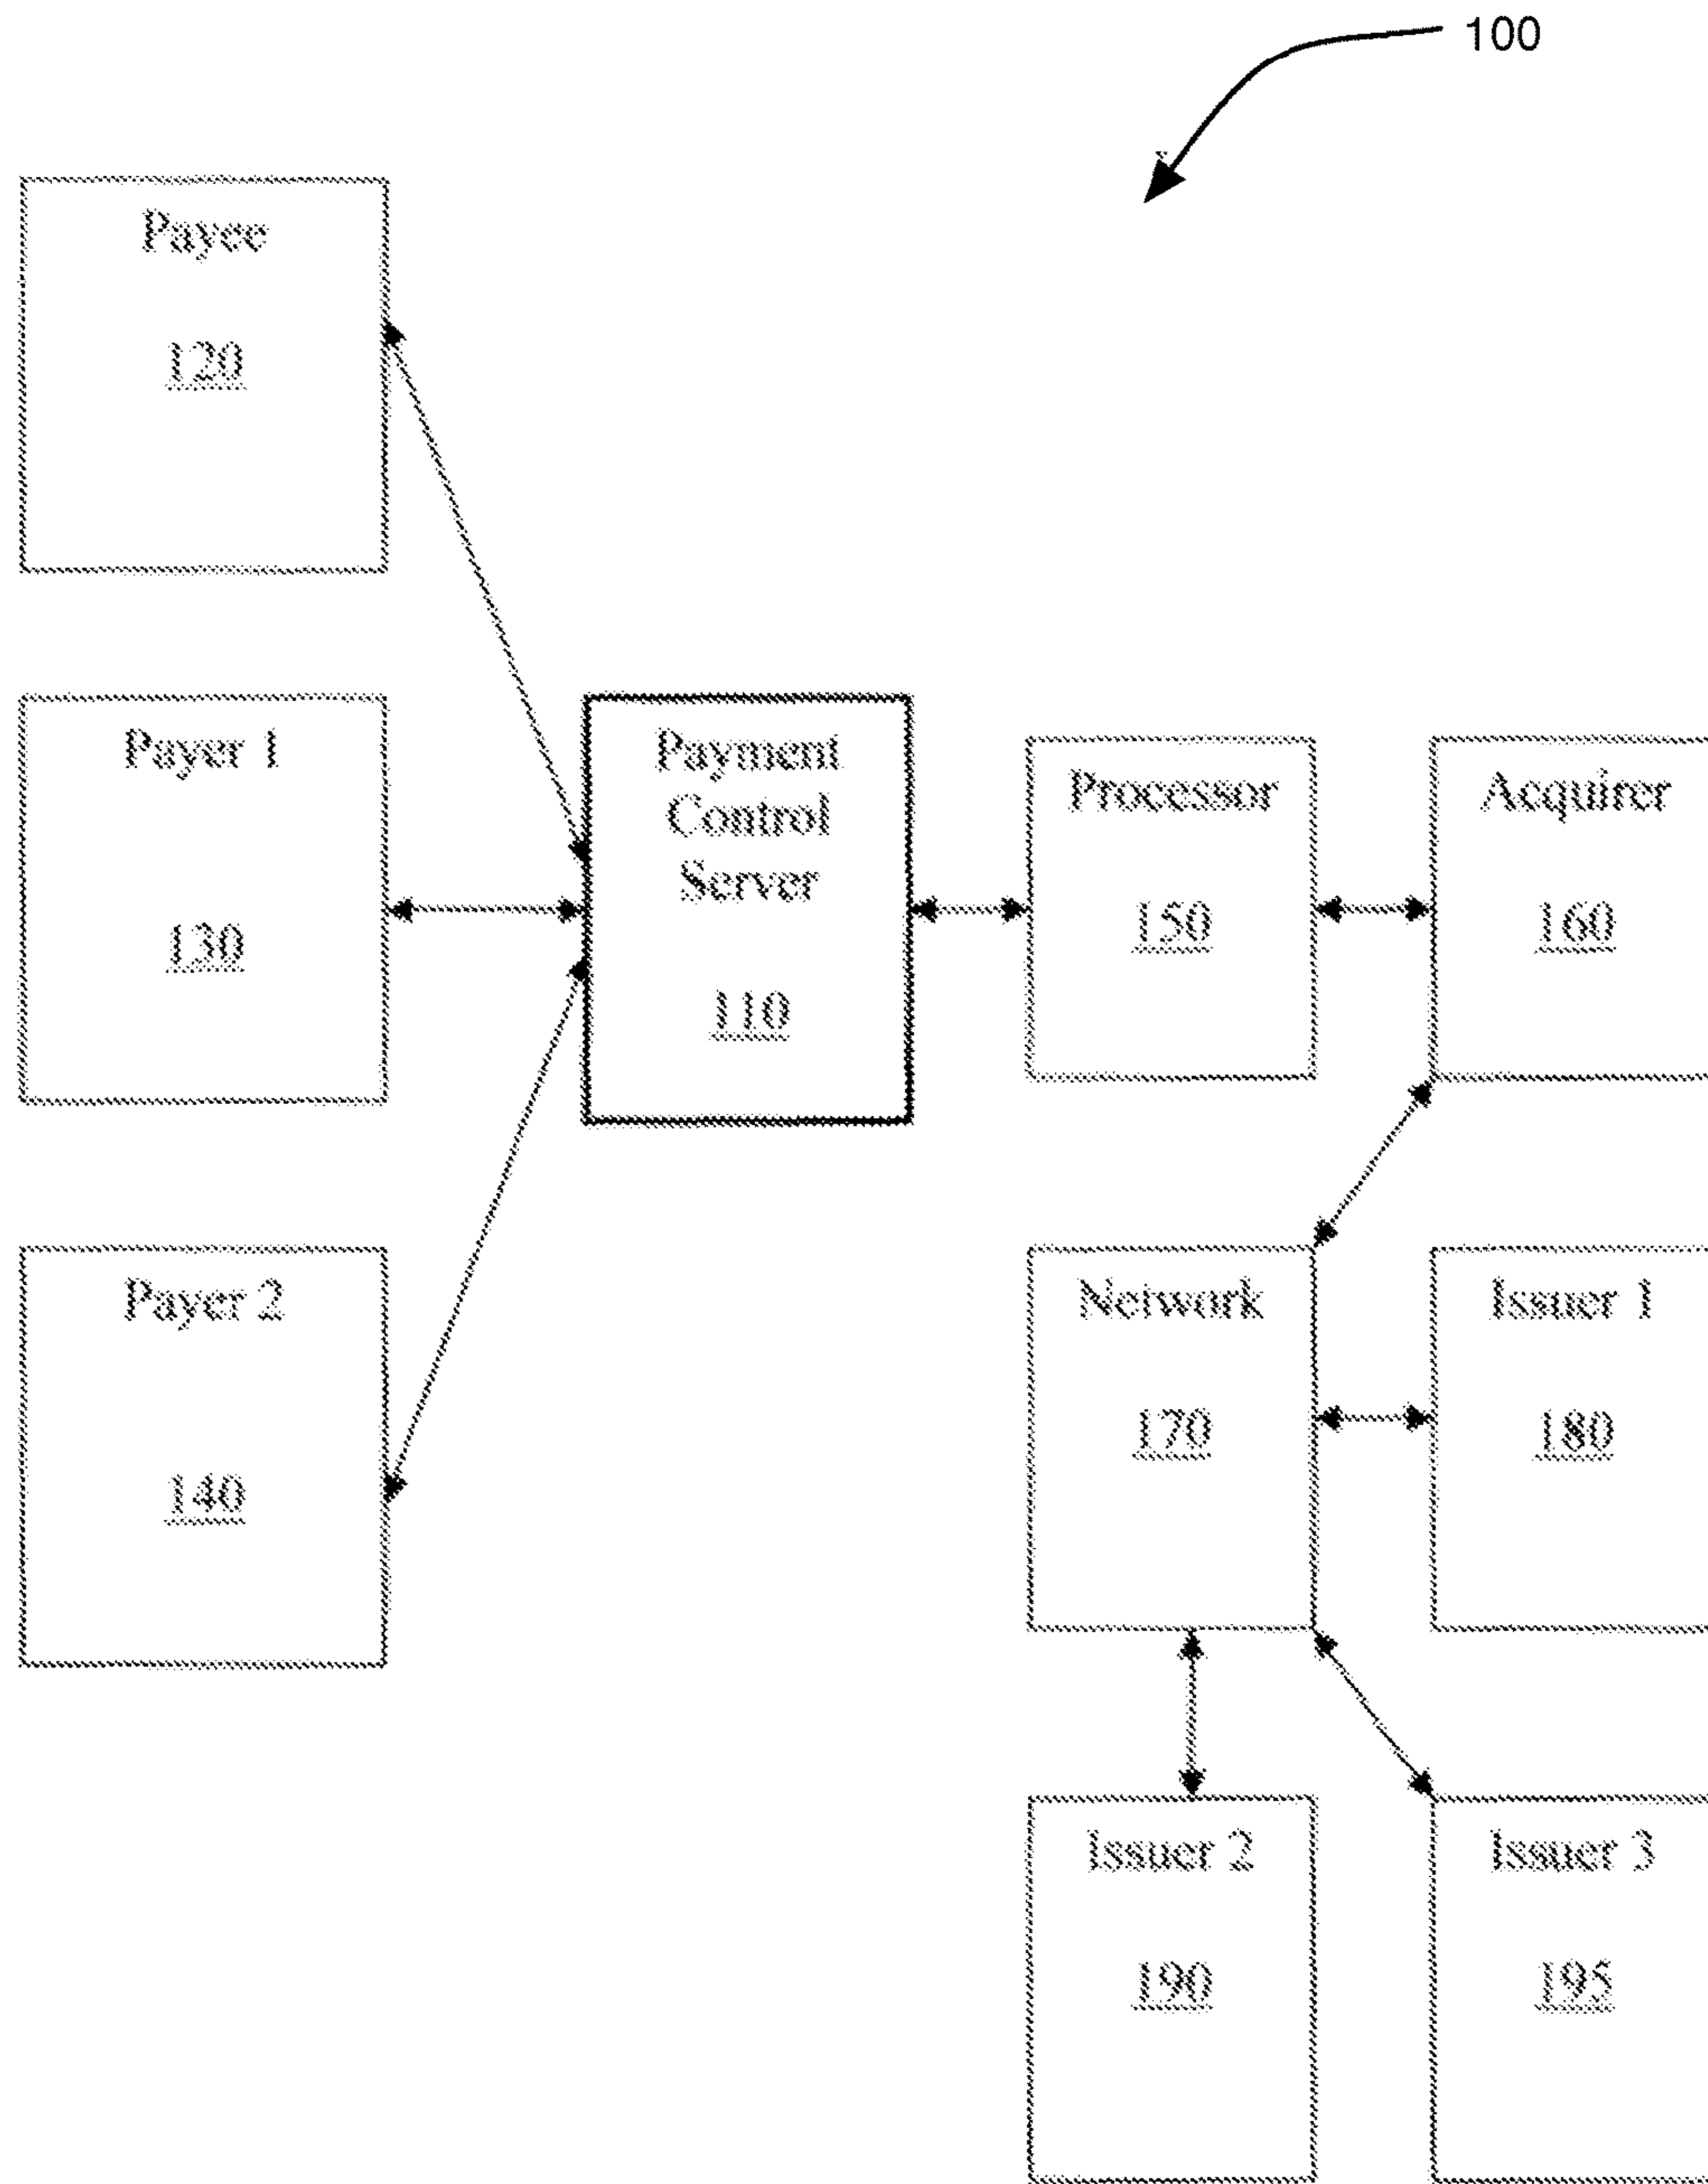 100
Payee
120
Payer 1
130
Payment
Control
Server
110
Processor
150
Acquirer
160
Payer 2
140
Network
170
Issuer 1
180
Issuer 2
190
Issuer 3
195